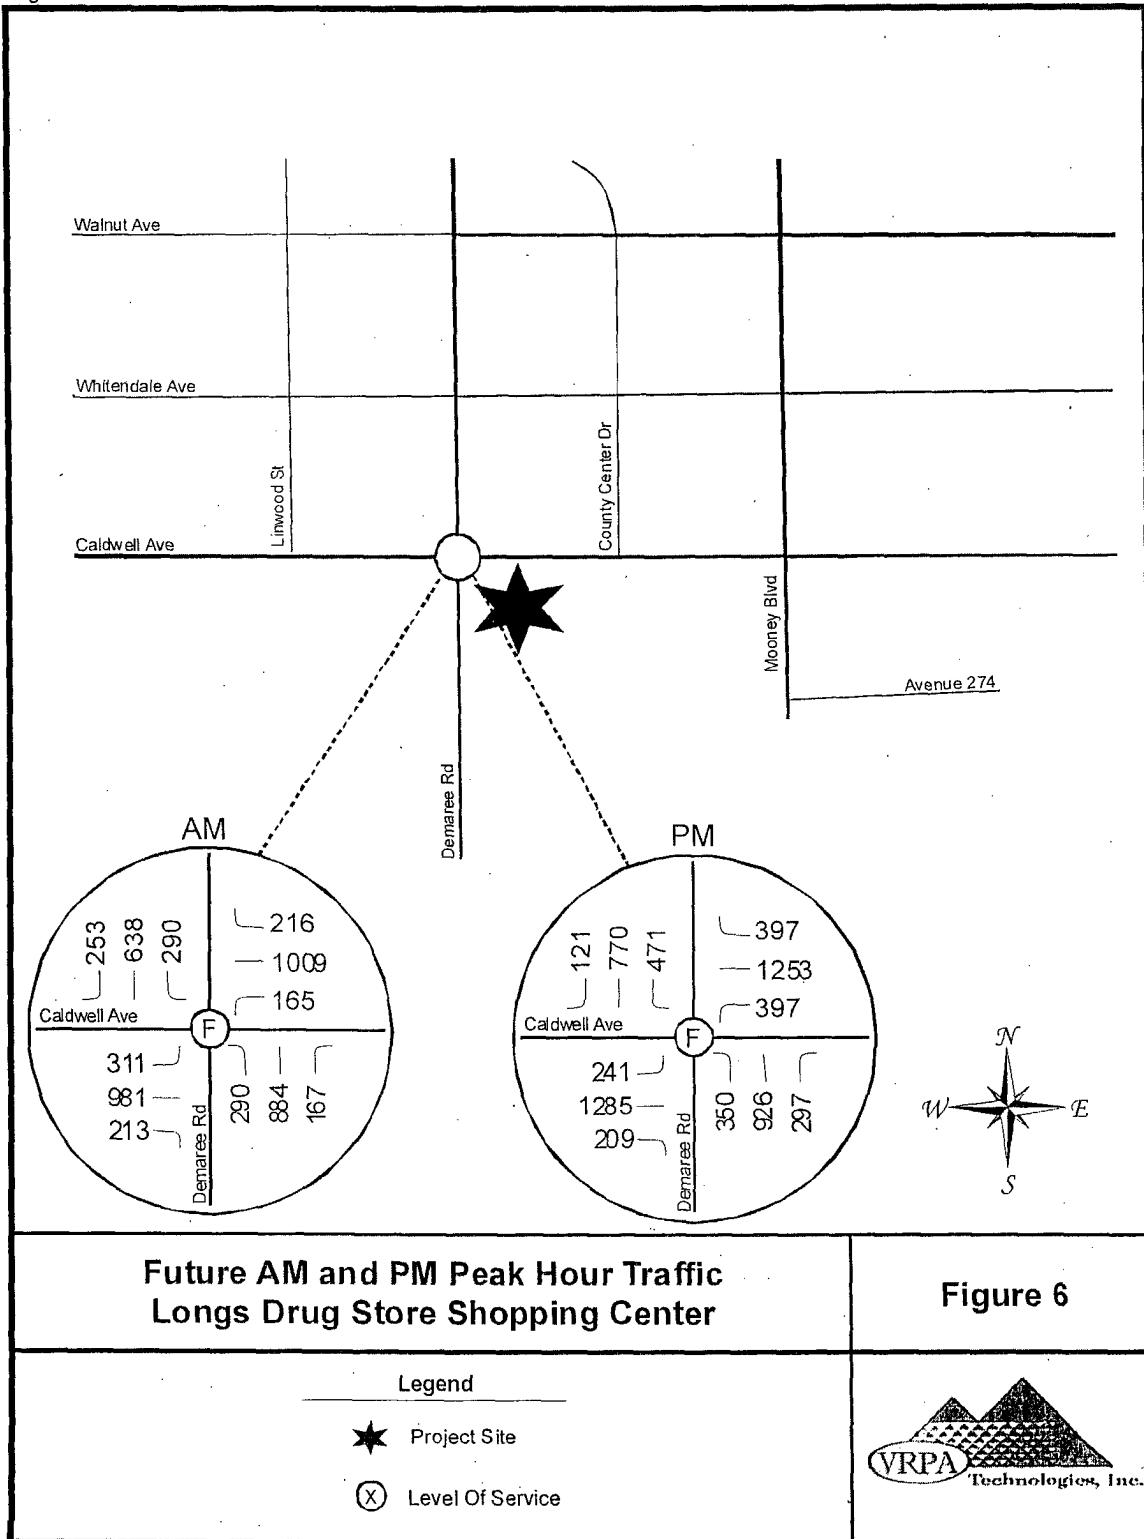 Walnut Ave
Whitendale Ave
Linwood St
County Center Dr
Caldwell Ave
Mooney Blvd
Avenue 274
Demaree Rd
AM
253 638 290
216
1009
165
Caldwell Ave
F
311
981
213
290 884 167
Demaree Rd
PM
121 770 471
397
1253
397
Caldwell Ave
F
241
1285
209
350 926 297
Demaree Rd
N
W
E
S
Future AM and PM Peak Hour Traffic
Longs Drug Store Shopping Center
Figure 6
Legend
Project Site
X Level Of Service
VRPA
Technologies, Inc.